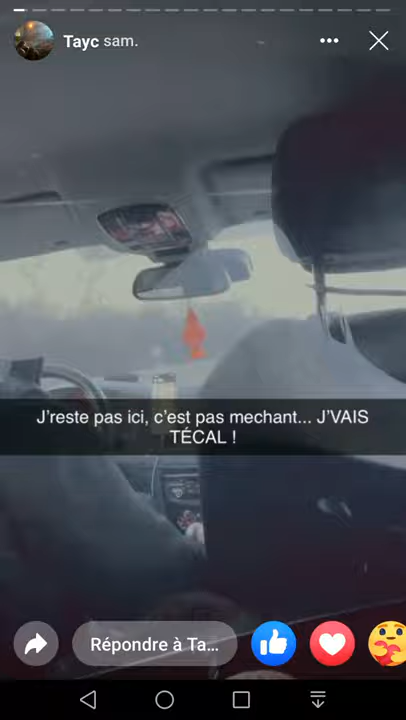 Tayc sam.
J'reste pas ici, c'est pas mechant... J'VAIS
TÉCAL !
Répondre à Ta...